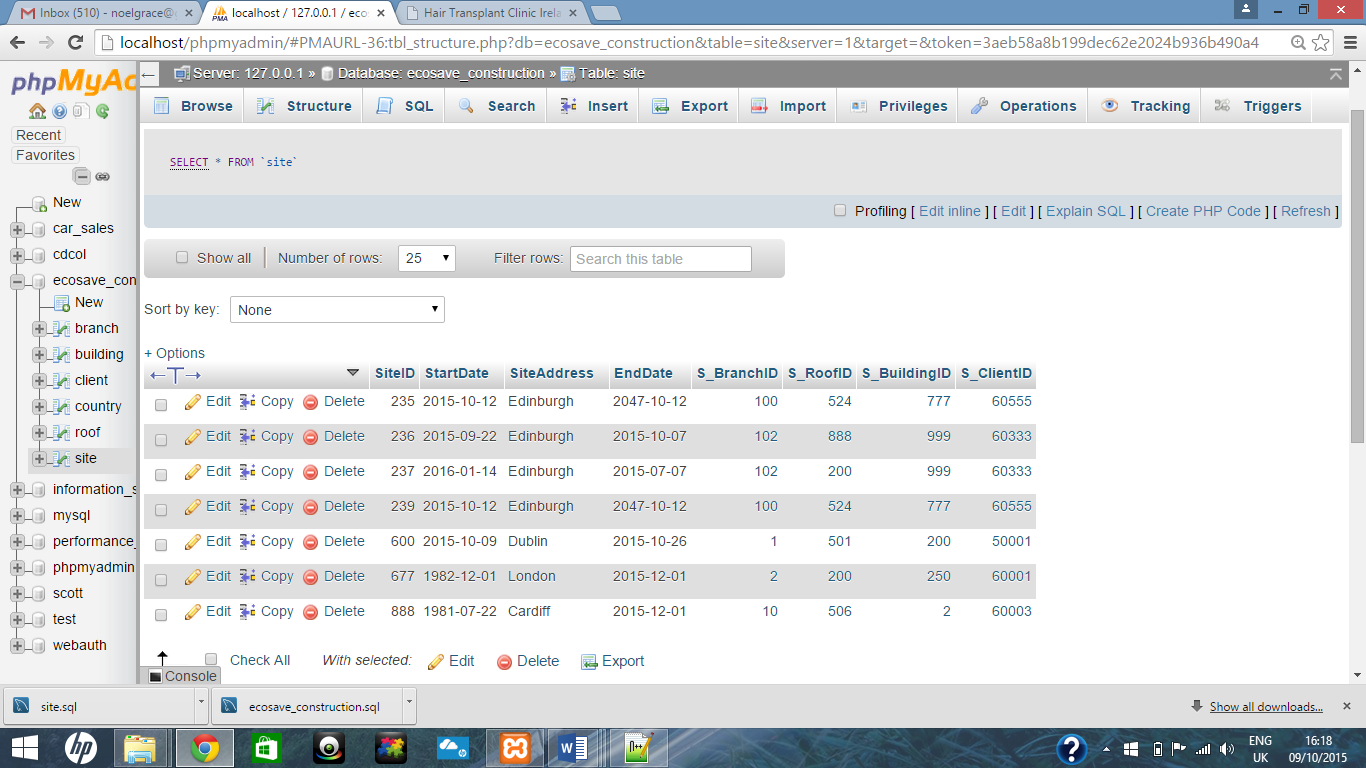 Inbox (510) - noelgrace@g
localhost / 127.0.0.1 / ecos
Hair Transplant Clinic Irela
localhost/phpmyadmin/#PMAURL-36:tbl_structure.php?db=ecosave_construction&table=site&server=1&target=&token=3aeb58a8b199dec62e2024b936b490a4
phpMyAd
Recent
Favorites
New
car_sales
cdcol
ecosave_con
New
branch
building
client
country
roof
site
information_s
mysql
performance_
phpmyadmin
scott
test
webauth
Server: 127.0.0.1 » Database: ecosave_construction » Table: site
Browse Structure SQL Search Insert Export Import Privileges Operations Tracking Triggers
SELECT * FROM `site`
Profiling [ Edit inline ] [ Edit ] [ Explain SQL ] [ Create PHP Code ] [ Refresh ]
Show all Number of rows: 25 Filter rows: Search this table
Sort by key: None
+ Options
SiteID StartDate SiteAddress EndDate S_BranchID S_RoofID S_BuildingID S_ClientID
Edit Copy Delete 235 2015-10-12 Edinburgh 2047-10-12 100 524 777 60555
Edit Copy Delete 236 2015-09-22 Edinburgh 2015-10-07 102 888 999 60333
Edit Copy Delete 237 2016-01-14 Edinburgh 2015-07-07 102 200 999 60333
Edit Copy Delete 239 2015-10-12 Edinburgh 2047-10-12 100 524 777 60555
Edit Copy Delete 600 2015-10-09 Dublin 2015-10-26 1 501 200 50001
Edit Copy Delete 677 1982-12-01 London 2015-12-01 2 200 250 60001
Edit Copy Delete 888 1981-07-22 Cardiff 2015-12-01 10 506 2 60003
Check All With selected: Edit Delete Export
Console
site.sql
ecosave_construction.sql
Show all downloads...
ENG
UK
16:18
09/10/2015